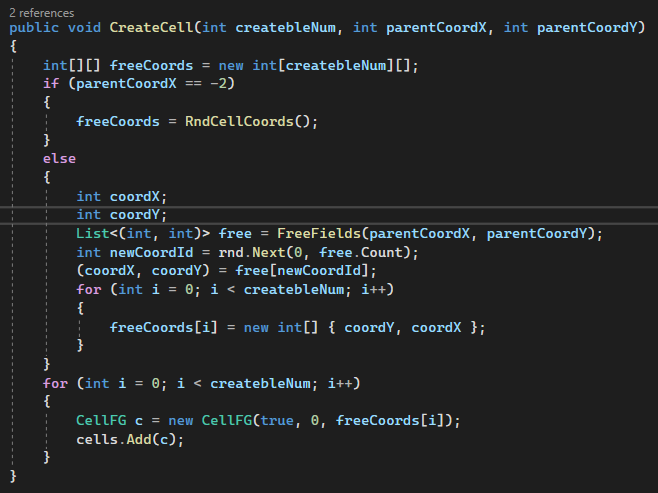 2 references
public void CreateCell(int createbleNum, int parentCoordX, int parentCoordY)
{
int[][] freeCoords = new int[createbleNum][];
if (parentCoordX == -2)
{
freeCoords = RndCellCoords();
}
else
{
int coordX;
int coordY;
List<(int, int)> free = FreeFields(parentCoordX, parentCoordY);
int newCoordId = rnd.Next(0, free.Count);
(coordX, coordY) = free[newCoordId];
for (int i = 0; i < createbleNum; i++)
{
freeCoords[i] = new int[] { coordY, coordX };
}
}
for (int i = 0; i < createbleNum; i++)
{
CellFG c = new CellFG(true, 0, freeCoords[i]);
cells.Add(c);
}
}